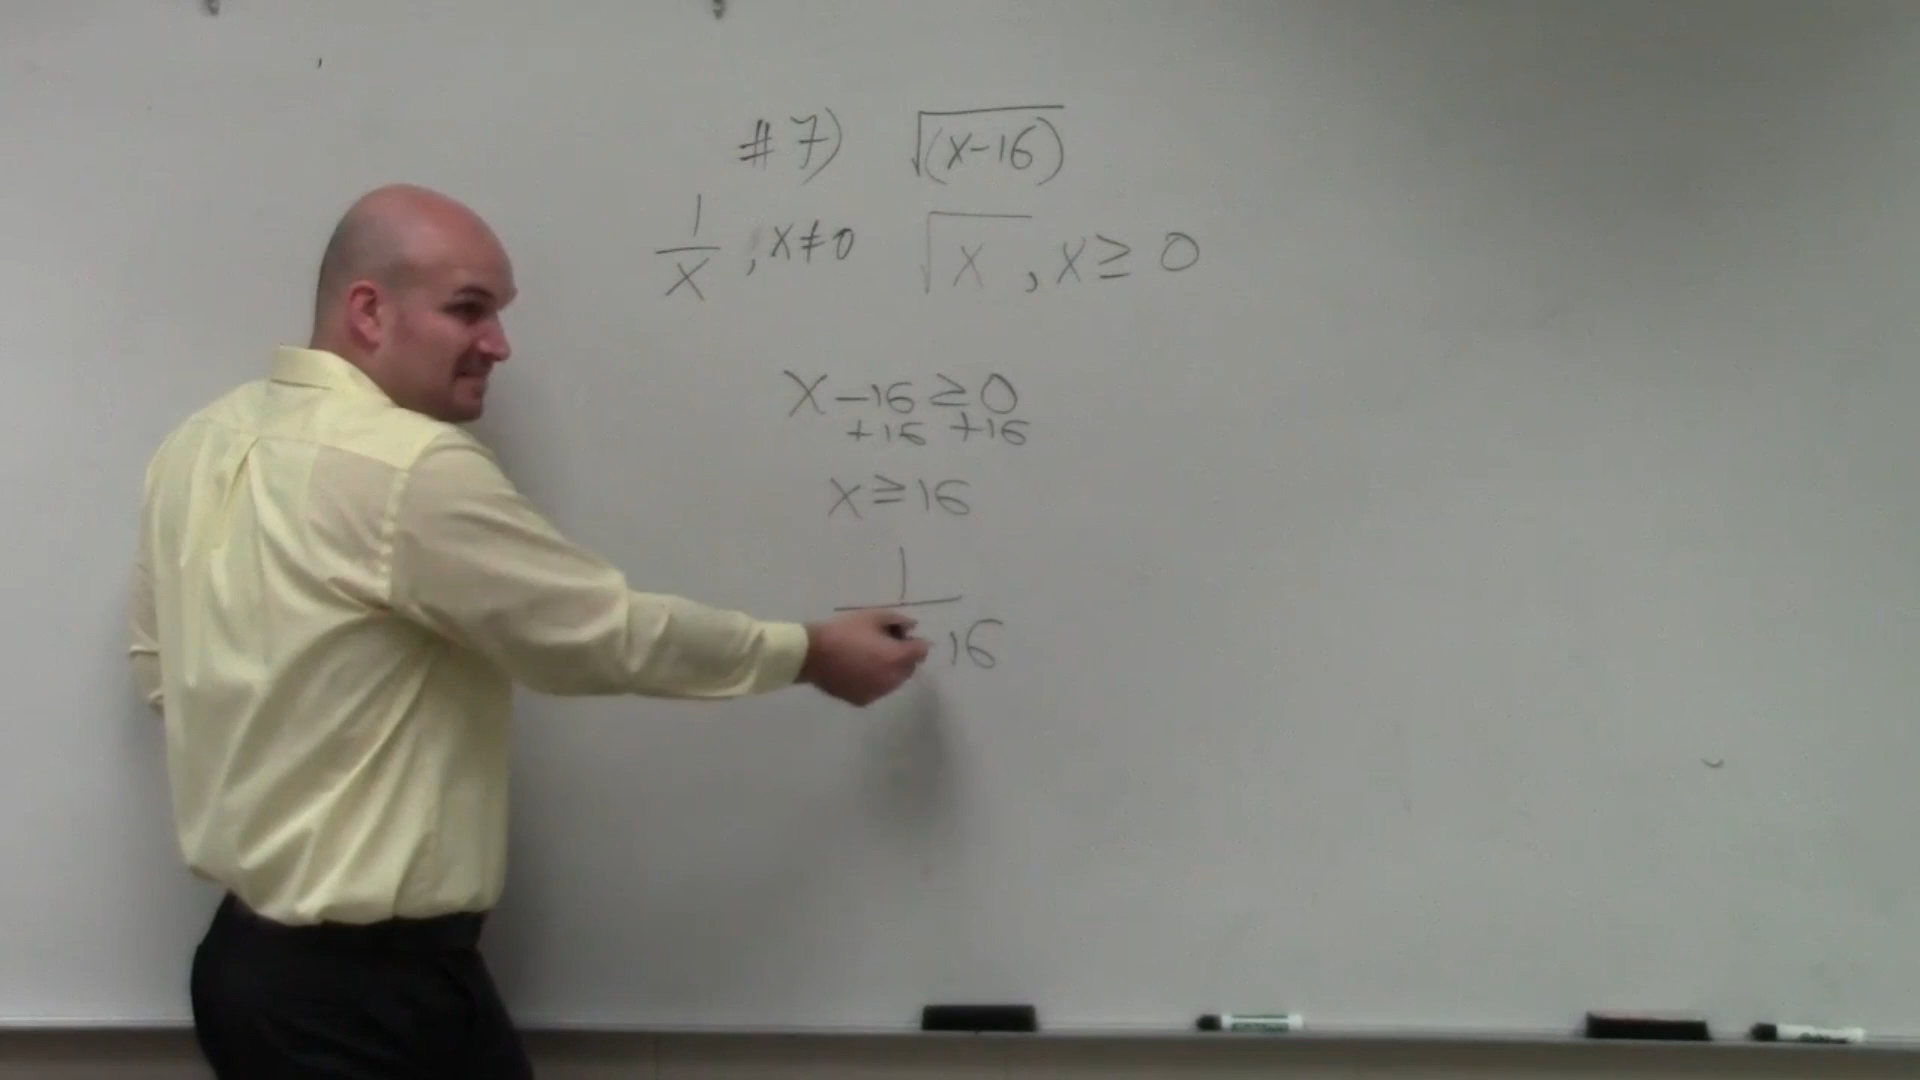 #7) √(x-16)
1/x , x≠0 √x , x ≥ 0
x -16 ≥ 0
+16 +16
x ≥ 16
1
16